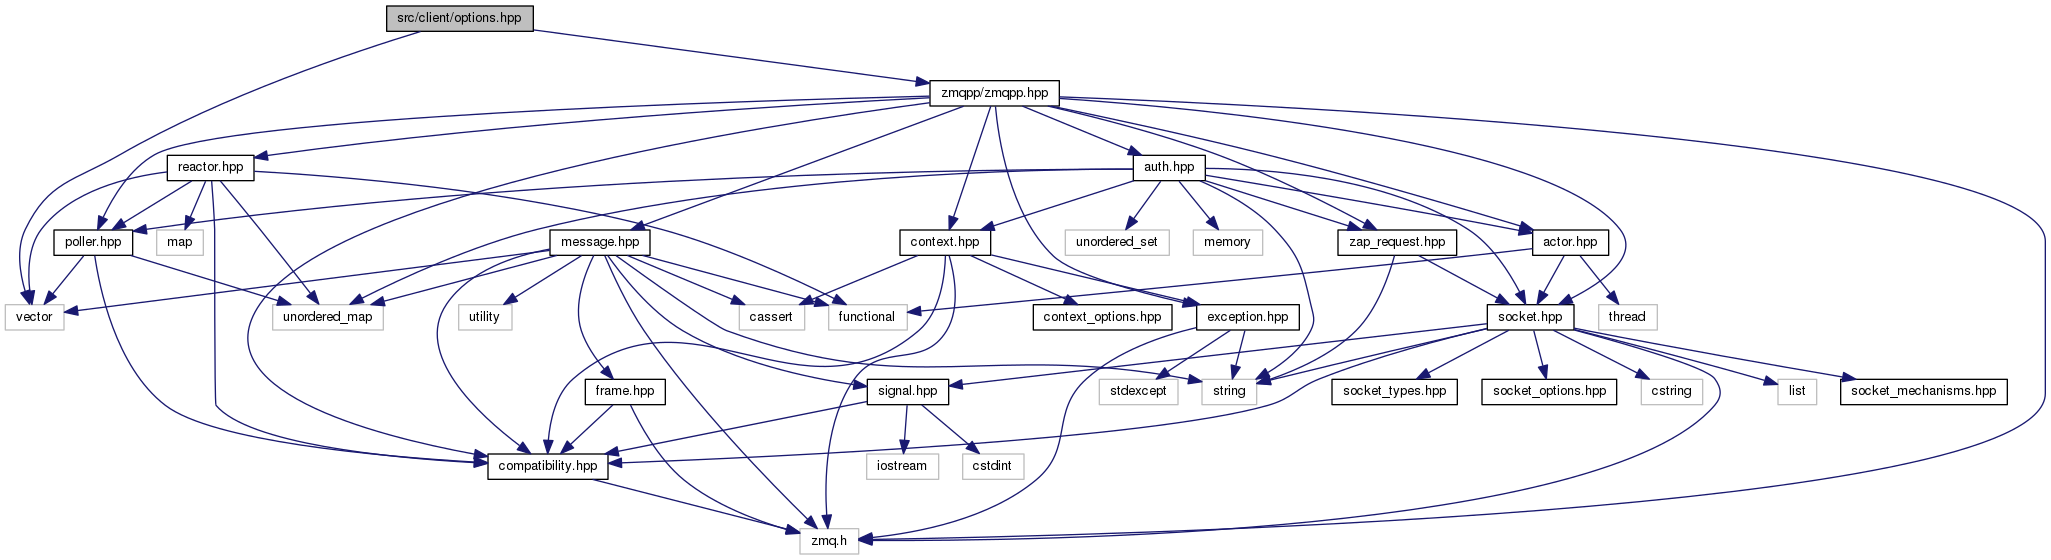 src/client/options.hpp
zmqpp/zmqpp.hpp
reactor.hpp
auth.hpp
poller.hpp
map
message.hpp
context.hpp
unordered_set
memory
zap_request.hpp
actor.hpp
vector
unordered_map
utility
cassert
functional
context_options.hpp
exception.hpp
socket.hpp
thread
frame.hpp
signal.hpp
stdexcept
string
socket_types.hpp
socket_options.hpp
cstring
list
socket_mechanisms.hpp
compatibility.hpp
iostream
cstdint
zmq.h